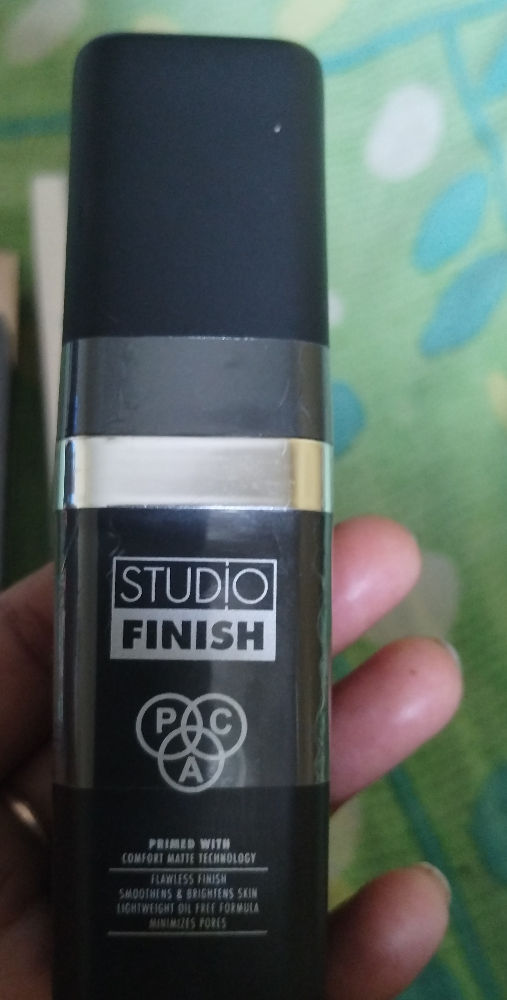 STUDiO
FINISH
P C
A
PRIMED WITH
COMFORT MATTE TECHNOLOGY
FLAWLESS FINISH
SMOOTHENS & BRIGHTENS SKIN
LIGHTWEIGHT OIL FREE FORMULA
MINIMIZES PORES